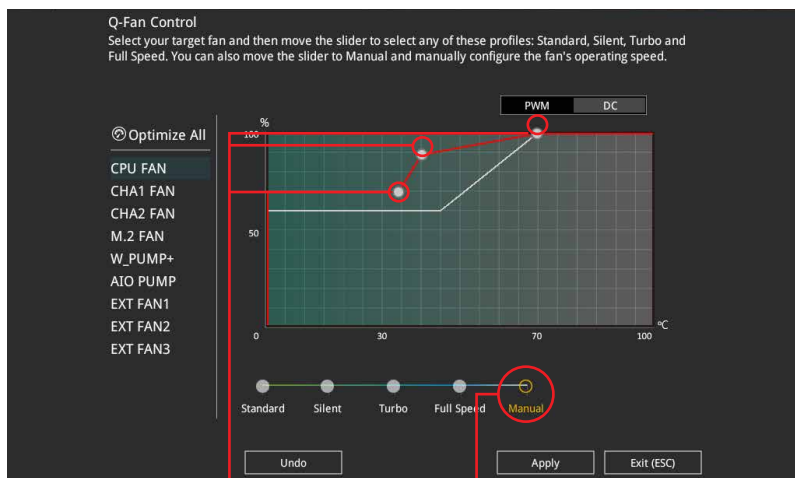 Q-Fan Control
Select your target fan and then move the slider to select any of these profiles: Standard, Silent, Turbo and
Full Speed. You can also move the slider to Manual and manually configure the fan's operating speed.
PWM DC
%
Optimize All
100
CPU FAN
CHA1 FAN
CHA2 FAN
M.2 FAN
50
W_PUMP+
AIO PUMP
EXT FAN1
EXT FAN2
°C
0 30 70 100
EXT FAN3
Standard Silent Turbo Full Speed Manual
Undo Apply Exit (ESC)